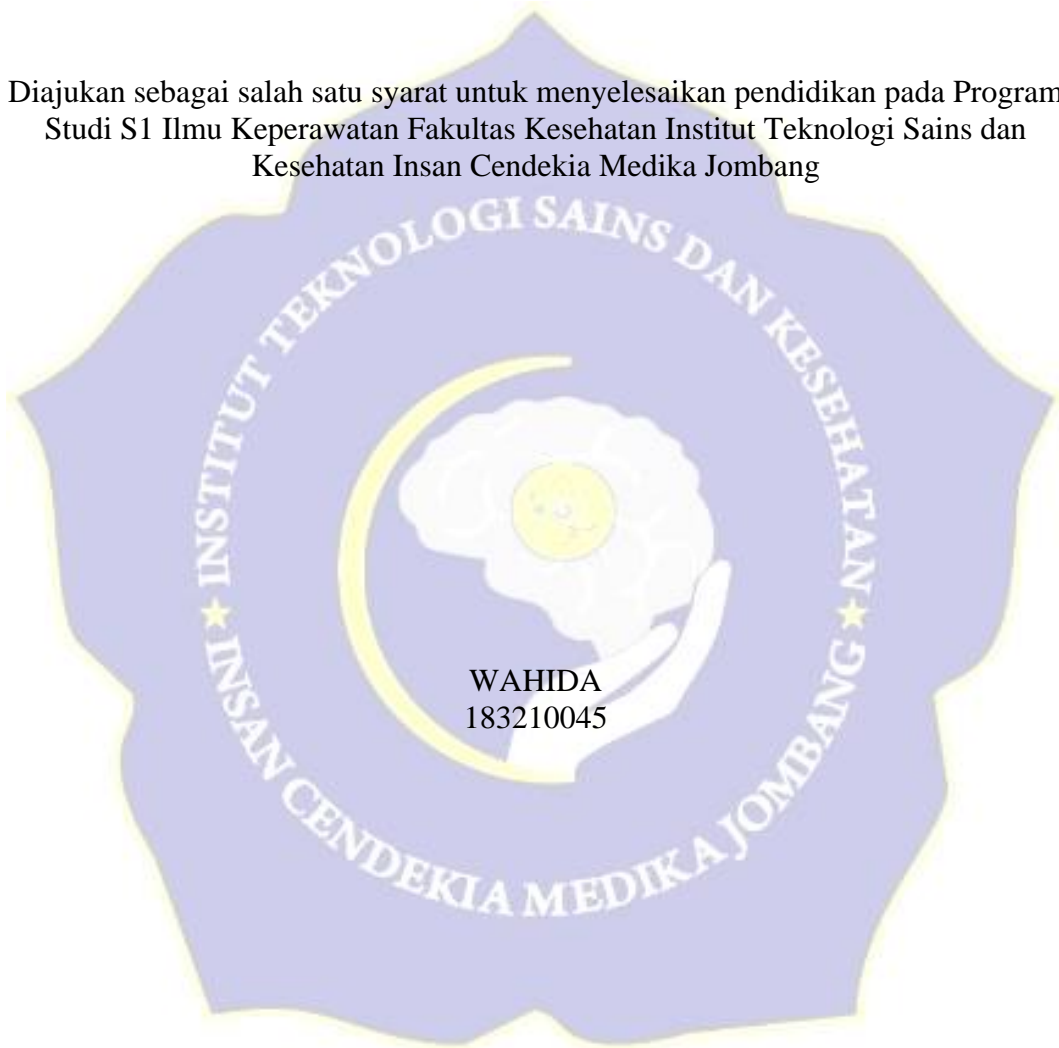 Diajukan sebagai salah satu syarat untuk menyelesaikan pendidikan pada Program
Studi S1 Ilmu Keperawatan Fakultas Kesehatan Institut Teknologi Sains dan
Kesehatan Insan Cendekia Medika Jombang
INSTITUT TEKNOLOGI SAINS DAN KESEHATAN
INSAN CENDEKIA MEDIKA JOMBANG
WAHIDA
183210045